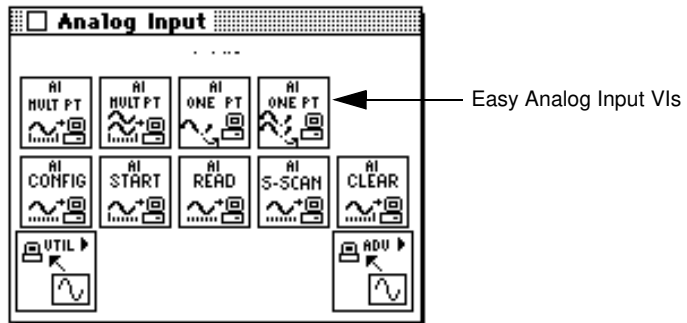 Analog Input
AI MULT PT
AI MULT PT
AI ONE PT
AI ONE PT
Easy Analog Input VIs
AI CONFIG
AI START
AI READ
AI S-SCAN
AI CLEAR
UTIL
ADV